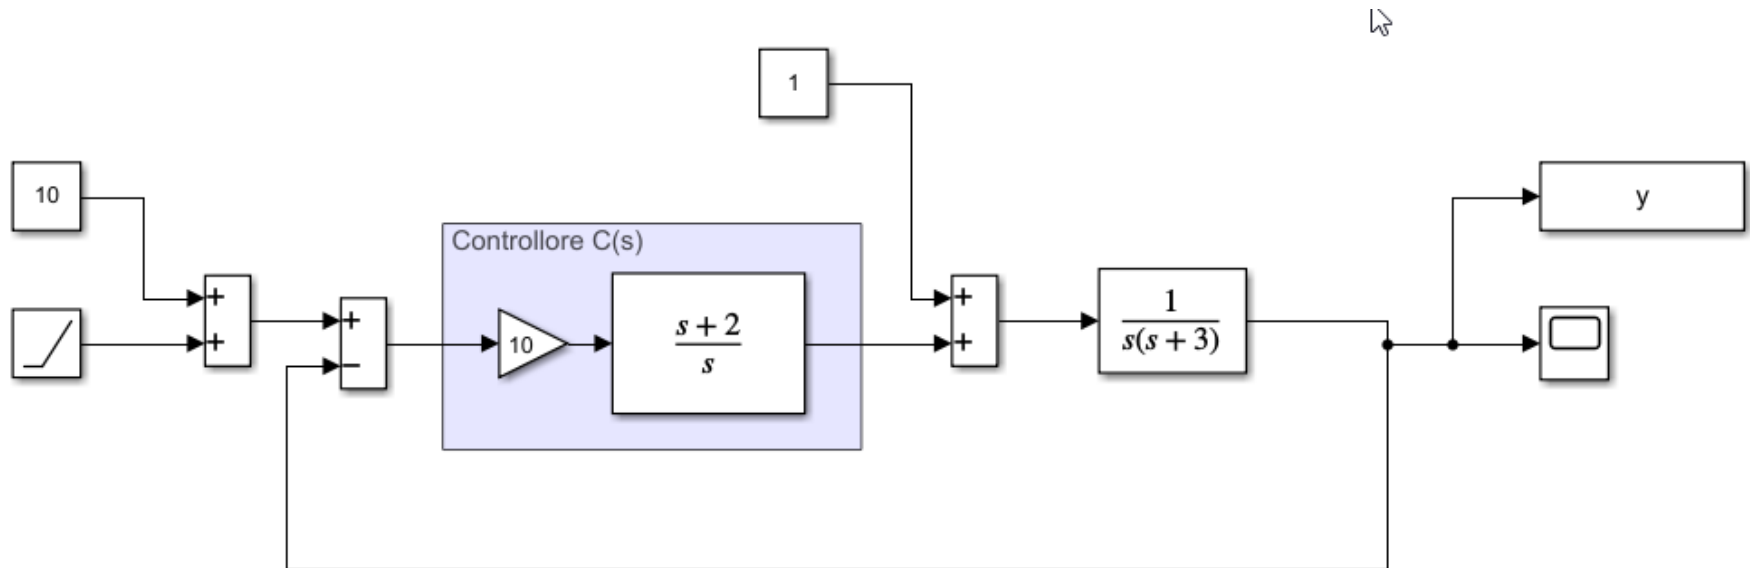 1
10
y
Controllore C(s)
+
+
+
−
10
s + 2
s
+
+
1
s(s + 3)